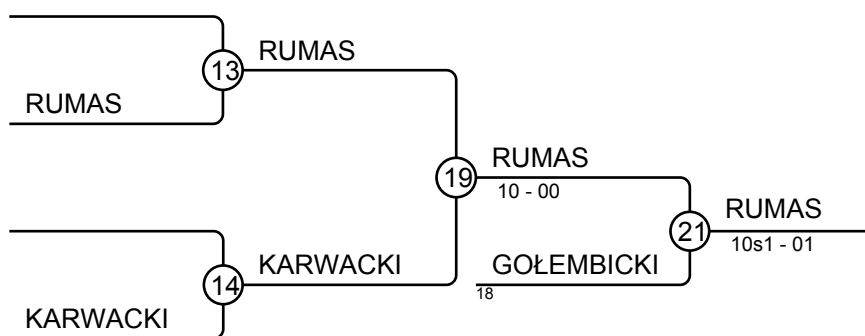 RUMAS
13
RUMAS
RUMAS
19
10 - 00
RUMAS
21
10s1 - 01
KARWACKI
14
KARWACKI
GOŁEMBICKI
18